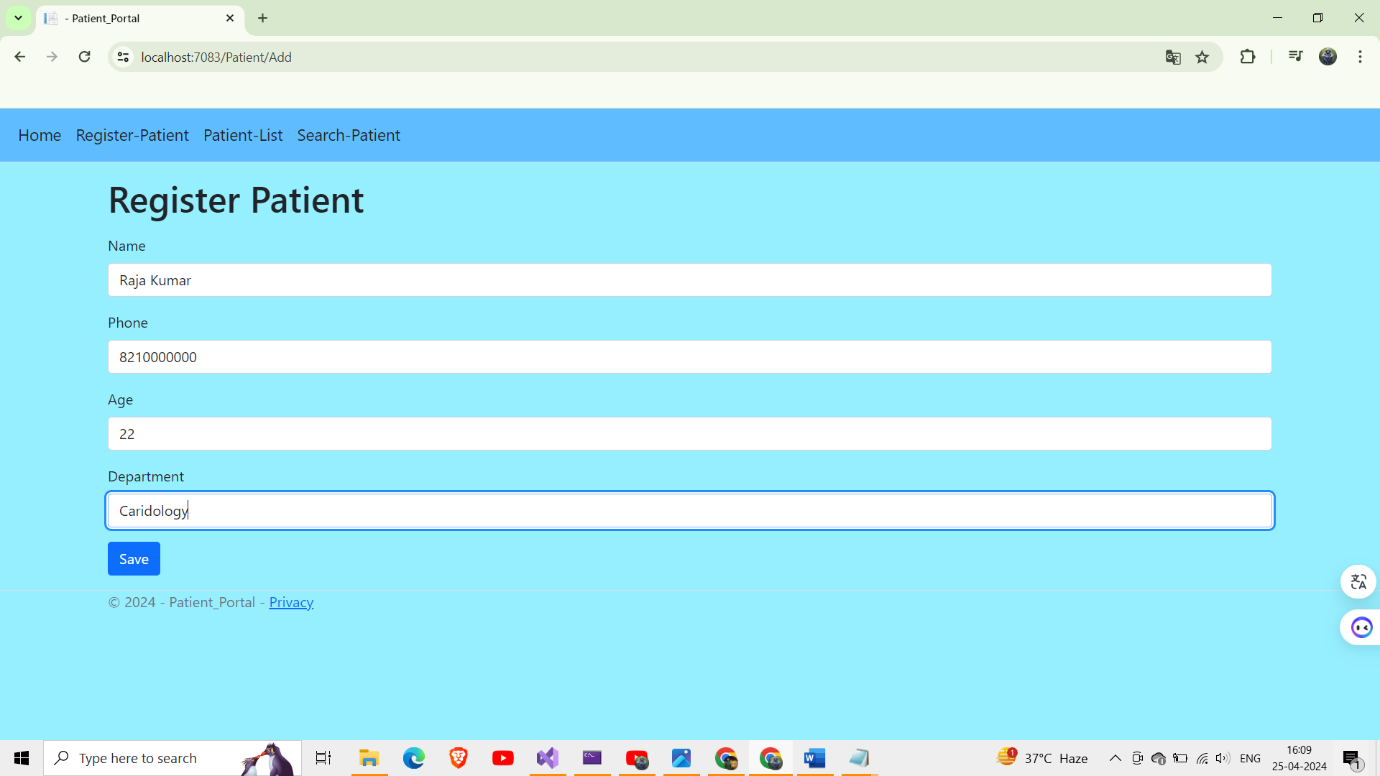 - Patient_Portal
localhost:7083/Patient/Add
Home Register-Patient Patient-List Search-Patient
Register Patient
Name
Raja Kumar
Phone
8210000000
Age
22
Department
Caridology
Save
© 2024 - Patient_Portal - Privacy
Type here to search
1
37°C Haze
ENG
16:09
25-04-2024
1